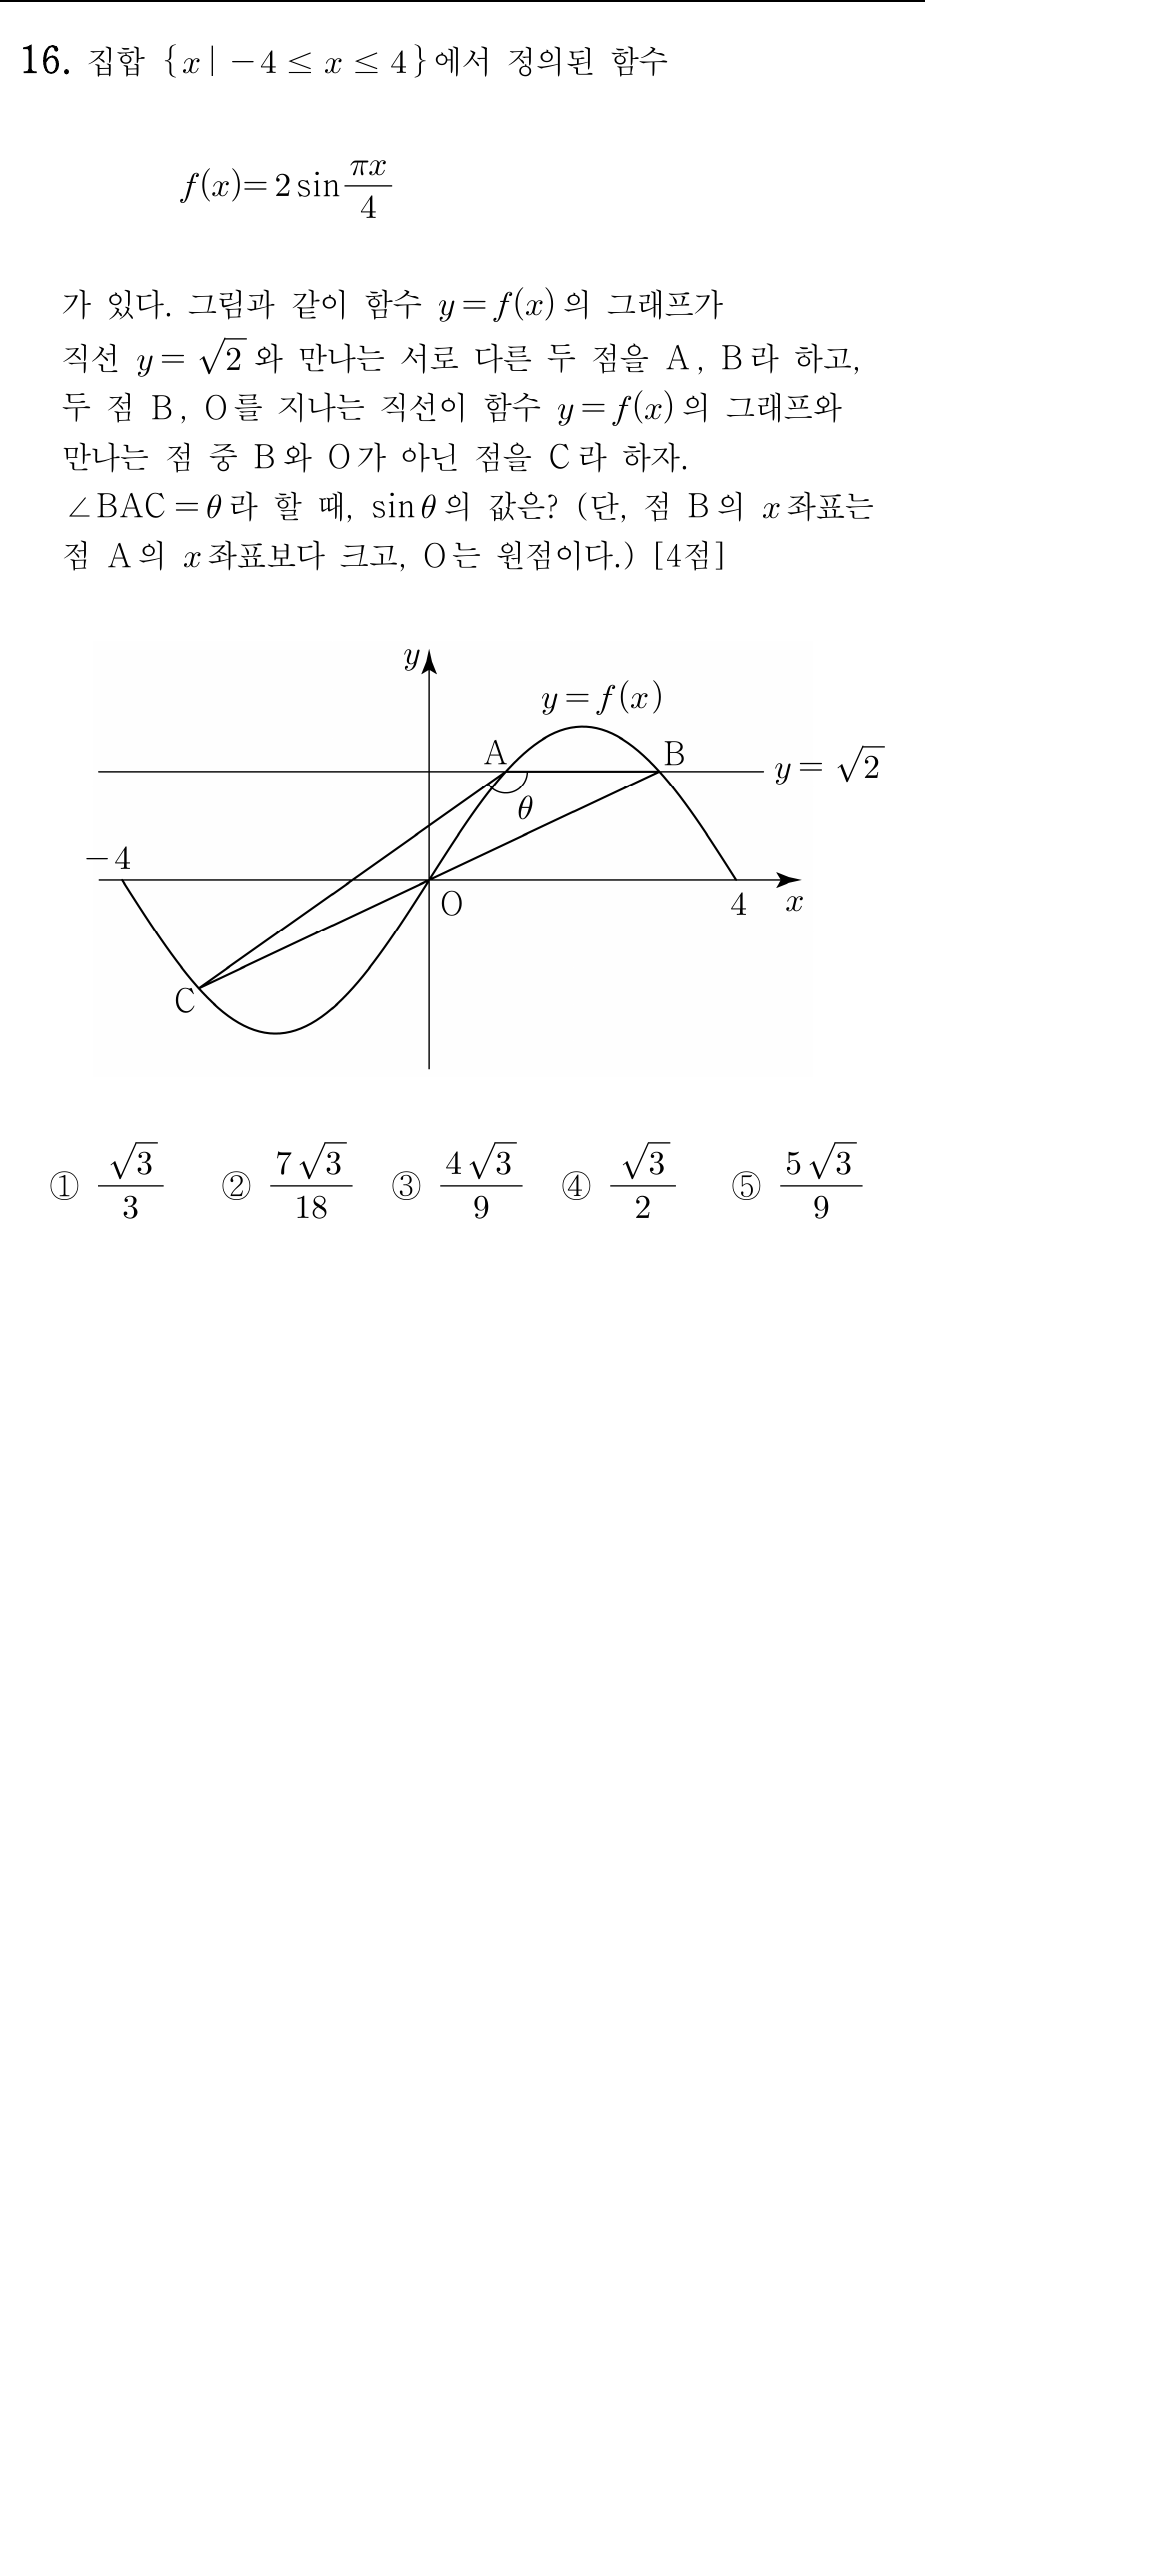 16. 집합 {x | -4 ≤ x ≤ 4}에서 정의된 함수
f(x)=2sin πx/4
가 있다. 그림과 같이 함수 y=f(x)의 그래프가
직선 y=√2와 만나는 서로 다른 두 점을 A, B라 하고,
두 점 B, O를 지나는 직선이 함수 y=f(x)의 그래프와
만나는 점 중 B와 O가 아닌 점을 C라 하자.
∠BAC=θ라 할 때, sinθ의 값은? (단, 점 B의 x좌표는
점 A의 x좌표보다 크고, O는 원점이다.) [4점]
y
y=f(x)
A B y=√2
θ
-4
O 4 x
C
① √3/3 ② 7√3/18 ③ 4√3/9 ④ √3/2 ⑤ 5√3/9